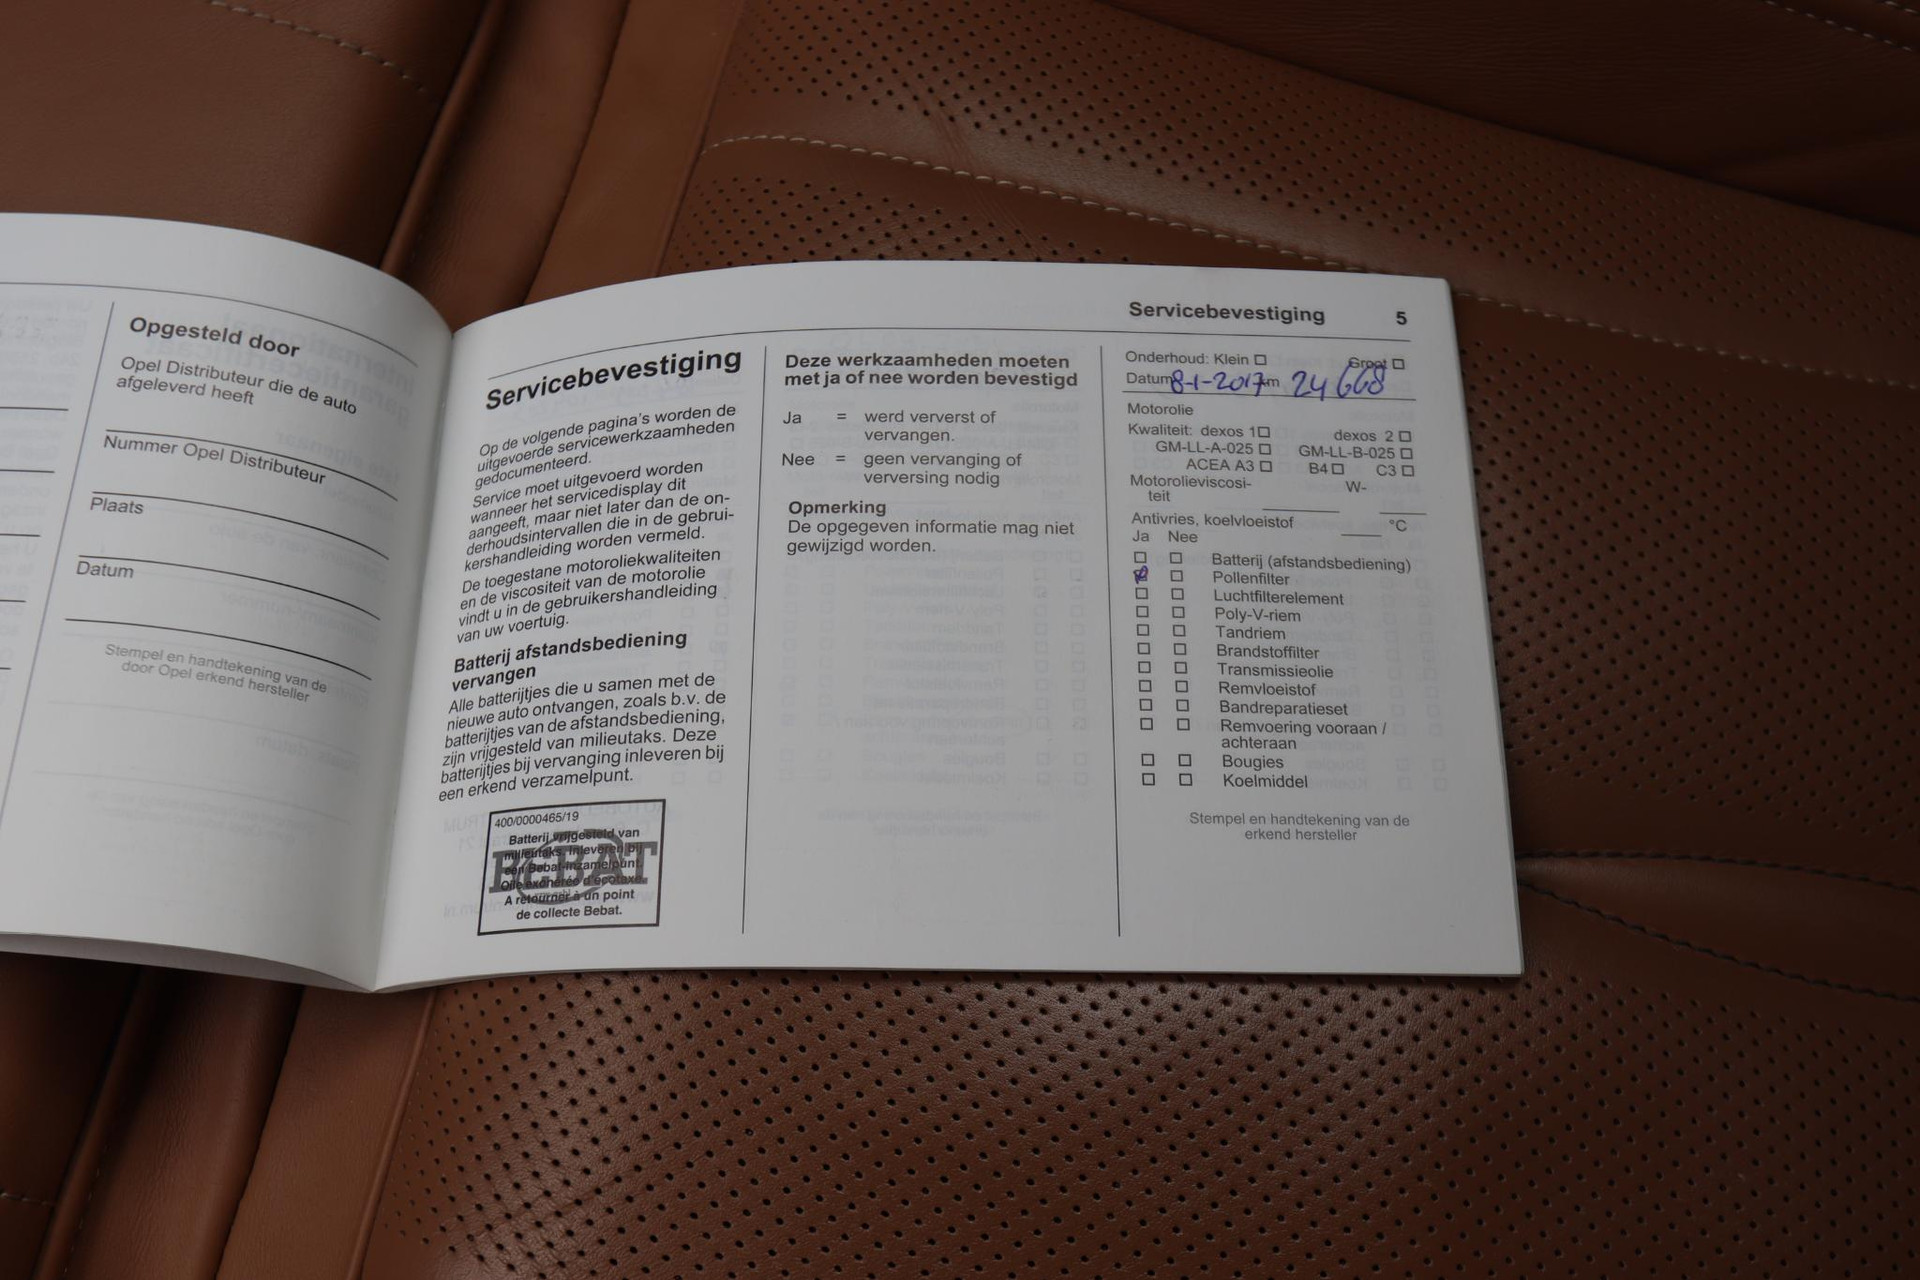 Opgesteld door
Opel Distributeur die de auto
afgeleverd heeft
Nummer Opel Distributeur
Plaats
Datum
Stempel en handtekening van de
door Opel erkend hersteller
Servicebevestiging 5
Servicebevestiging
Op de volgende pagina's worden de
uitgevoerde servicewerkzaamheden
gedocumenteerd.
Service moet uitgevoerd worden
wanneer het servicedisplay dit
aangeeft, maar niet later dan de on-
derhoudsintervallen die in de gebrui-
kershandleiding worden vermeld.
De toegestane motoroliekwaliteiten
en de viscositeit van de motorolie
vindt u in de gebruikershandleiding
van uw voertuig.
Batterij afstandsbediening
vervangen
Alle batterijtjes die u samen met de
nieuwe auto ontvangen, zoals b.v. de
batterijtjes van de afstandsbediening,
zijn vrijgesteld van milieutaks. Deze
batterijtjes bij vervanging inleveren bij
een erkend verzamelpunt.
400/0000465/19
Batterij vrijgesteld van
milieutaks, inleveren bij
een Bebat-inzamelpunt.
BEBAT
Pile exonérée d'écotaxe.
A retourner à un point
de collecte Bebat.
Deze werkzaamheden moeten
met ja of nee worden bevestigd
Ja = werd ververst of
vervangen.
Nee = geen vervanging of
verversing nodig
Opmerking
De opgegeven informatie mag niet
gewijzigd worden.
Onderhoud: Klein Groot
Datum 8-1-2017 km 24668
Motorolie
Kwaliteit: dexos 1 dexos 2
GM-LL-A-025 GM-LL-B-025
ACEA A3 B4 C3
Motorolieviscosi-
teit W-
Antivries, koelvloeistof °C
Ja Nee
Batterij (afstandsbediening)
Pollenfilter
Luchtfilterelement
Poly-V-riem
Tandriem
Brandstoffilter
Transmissieolie
Remvloeistof
Bandreparatieset
Remvoering vooraan /
achteraan
Bougies
Koelmiddel
Stempel en handtekening van de
erkend hersteller